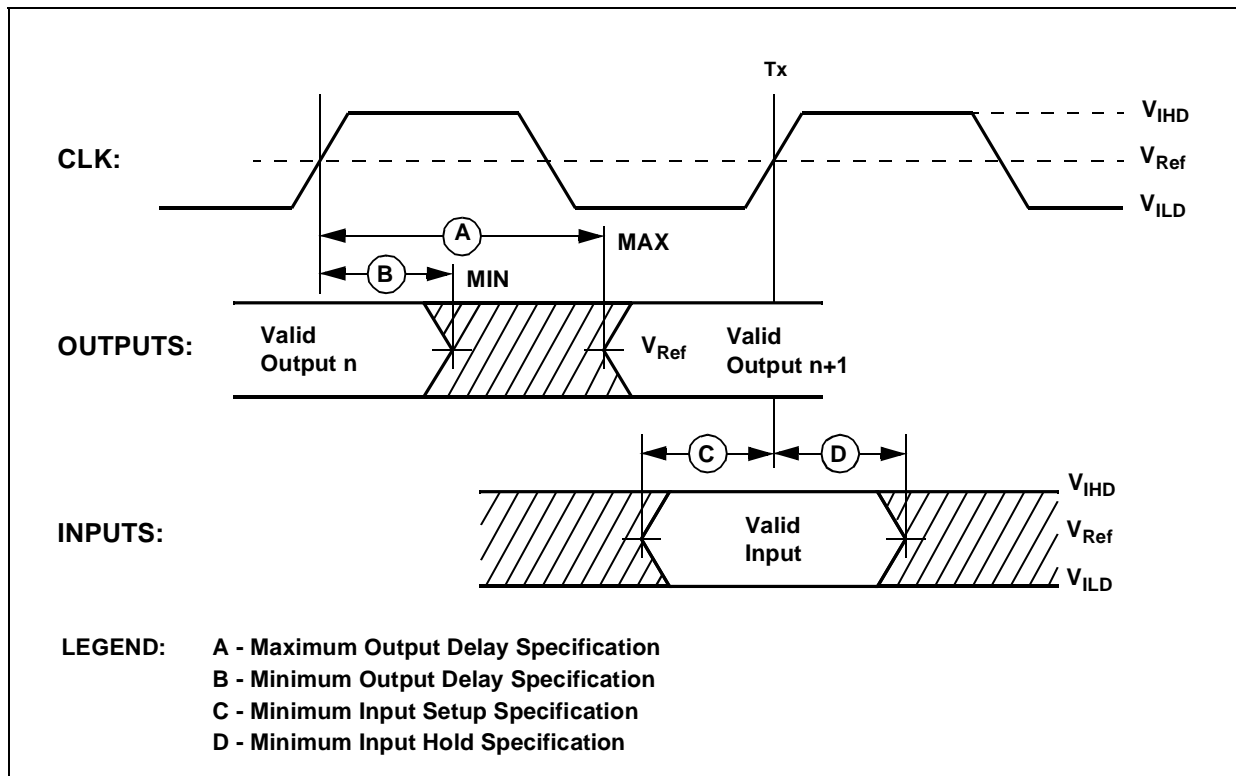 Tx
CLK:
VIHD
VRef
VILD
A
MAX
B
MIN
OUTPUTS:
Valid
Output n
VRef
Valid
Output n+1
C
D
INPUTS:
Valid
Input
VIHD
VRef
VILD
LEGEND:
A - Maximum Output Delay Specification
B - Minimum Output Delay Specification
C - Minimum Input Setup Specification
D - Minimum Input Hold Specification